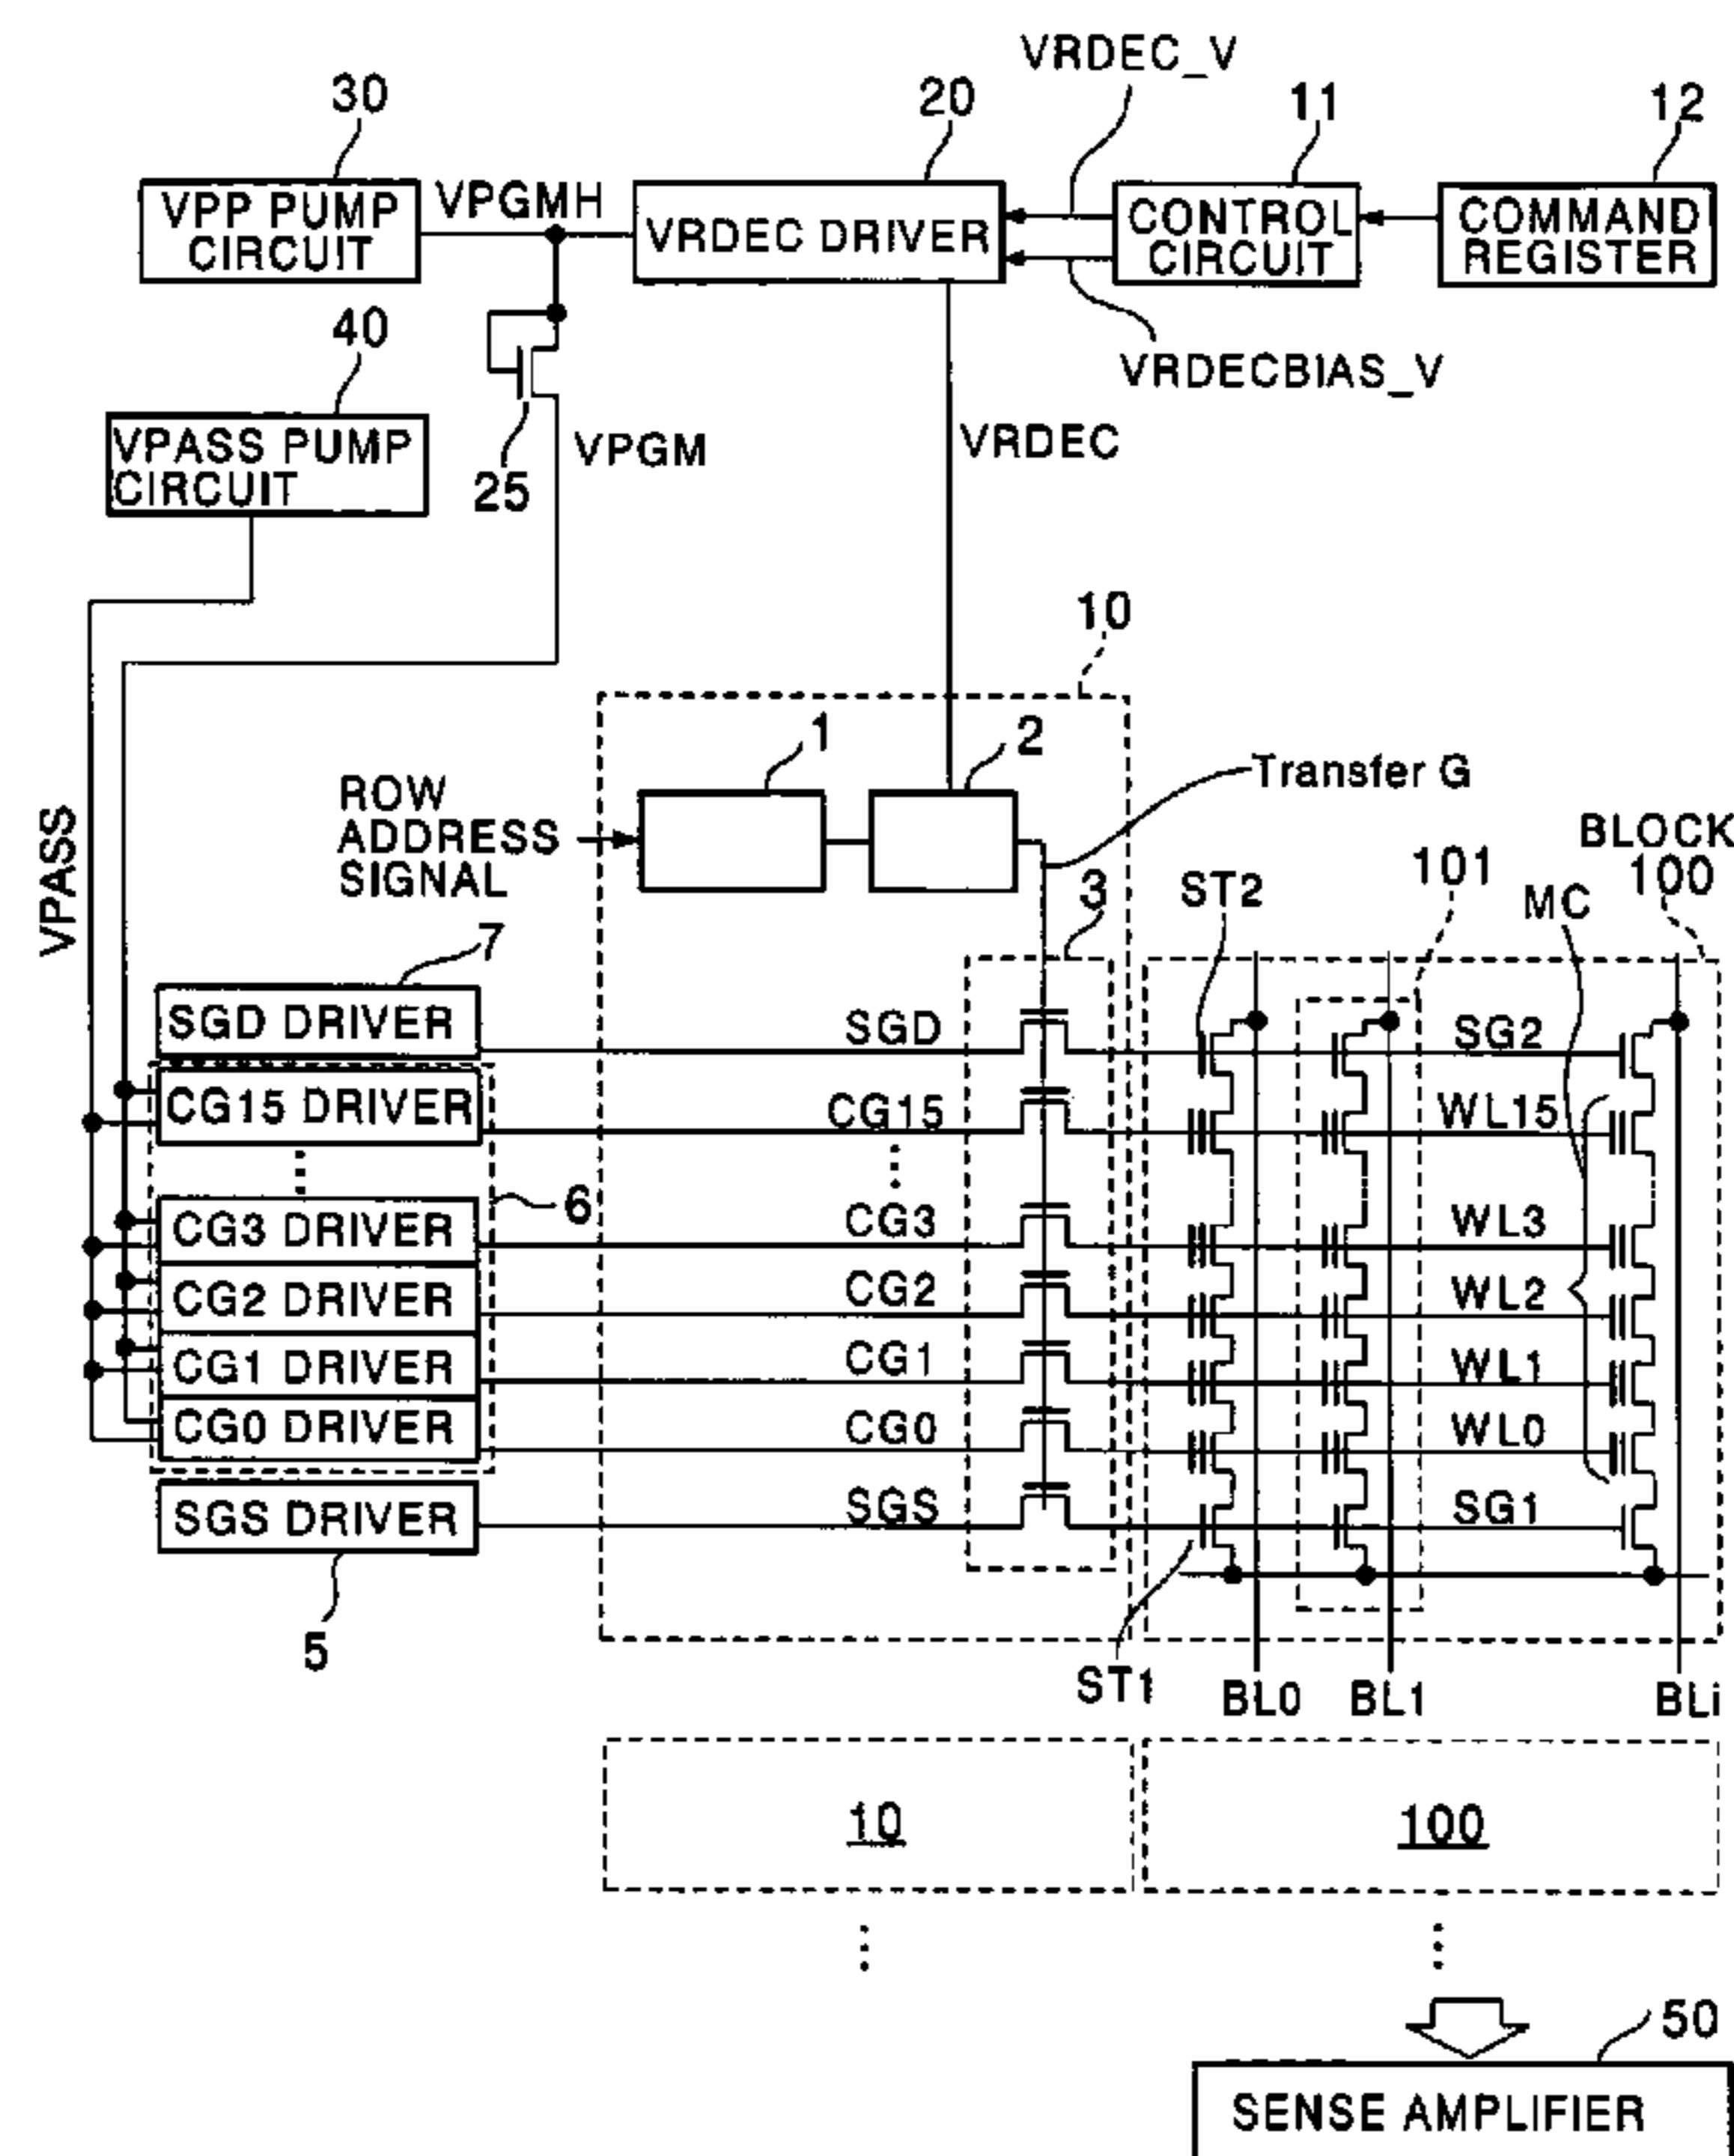 VRDEC_V
30
20
11
12
VPP PUMP
CIRCUIT
VPGMH
VRDEC DRIVER
CONTROL
CIRCUIT
COMMAND
REGISTER
40
VRDECBIAS_V
VPASS PUMP
CIRCUIT
25
VPGM
VRDEC
10
1
2
Transfer G
ROW
ADDRESS
SIGNAL
VPASS
BLOCK
100
101
MC
ST2
3
7
SGD DRIVER
SGD
SG2
CG15 DRIVER
CG15
WL15
6
CG3 DRIVER
CG3
WL3
CG2 DRIVER
CG2
WL2
CG1 DRIVER
CG1
WL1
CG0 DRIVER
CG0
WL0
SGS DRIVER
SGS
SG1
5
ST1
BL0
BL1
BLi
10
100
50
SENSE AMPLIFIER